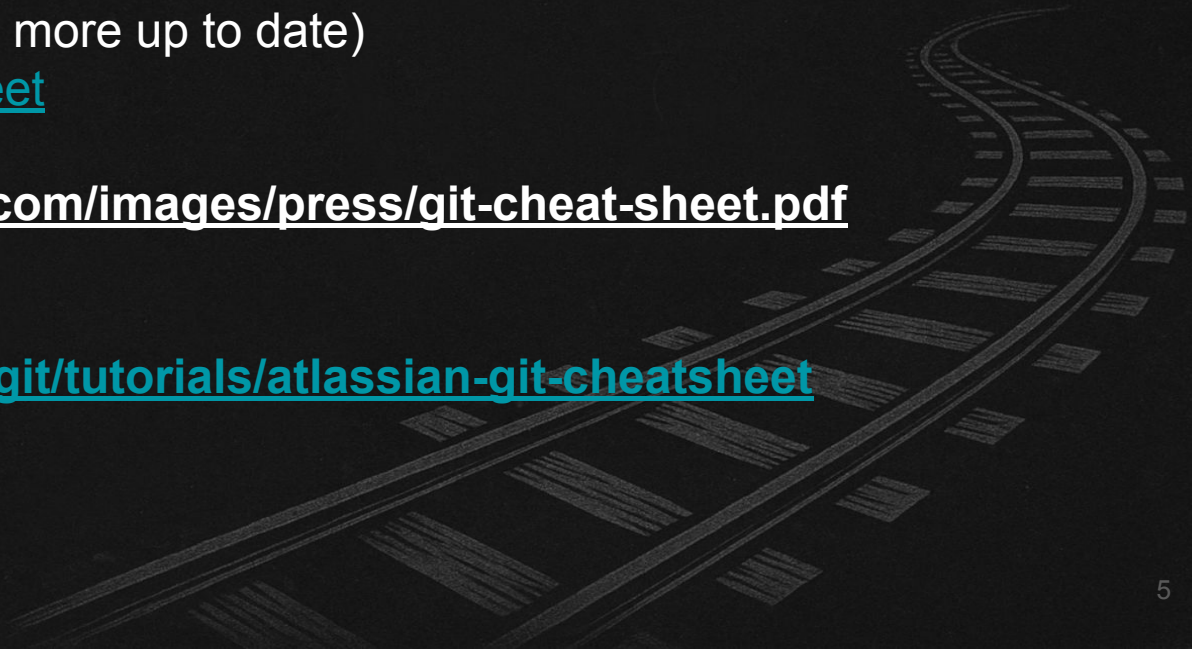 more up to date)
eet
com/images/press/git-cheat-sheet.pdf
git/tutorials/atlassian-git-cheatsheet
5